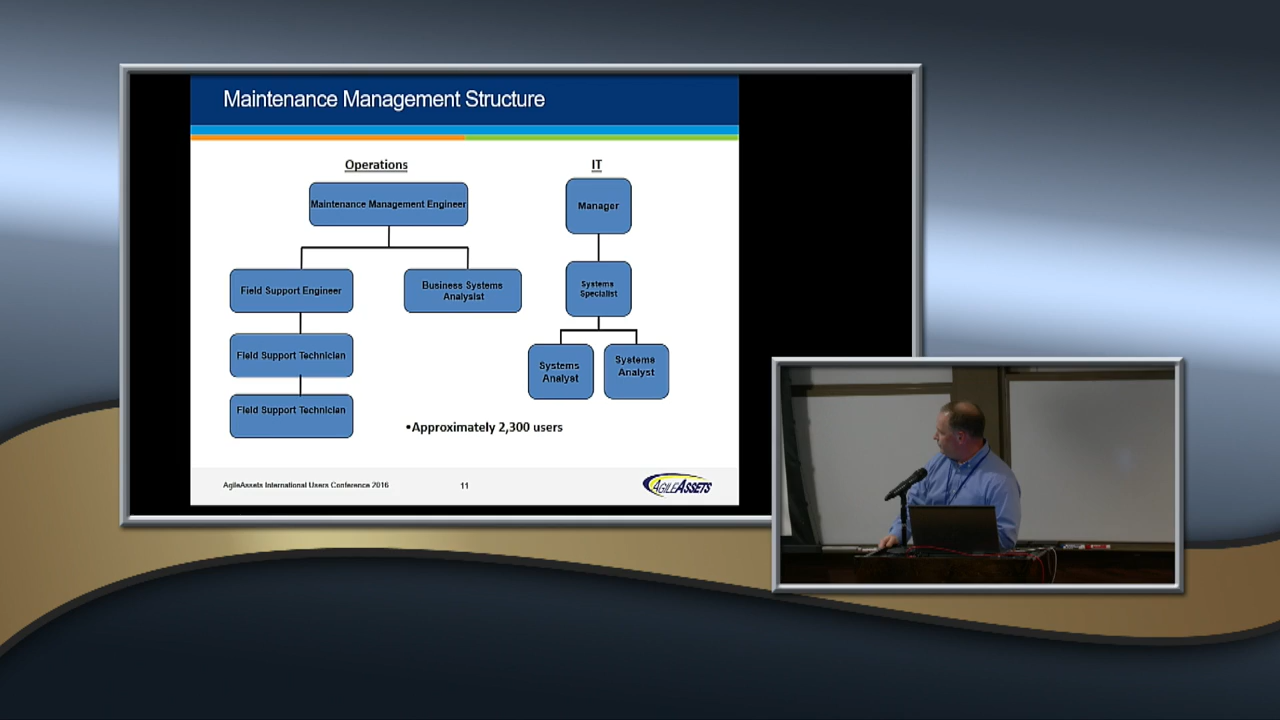 Maintenance Management Structure
Operations
IT
Maintenance Management Engineer
Manager
Field Support Engineer
Business Systems
Analysist
Systems
Specialist
Field Support Technician
Systems
Analyst
Systems
Analyst
Field Support Technician
•Approximately 2,300 users
AgileAssets International Users Conference 2016
11
AGILEASSETS